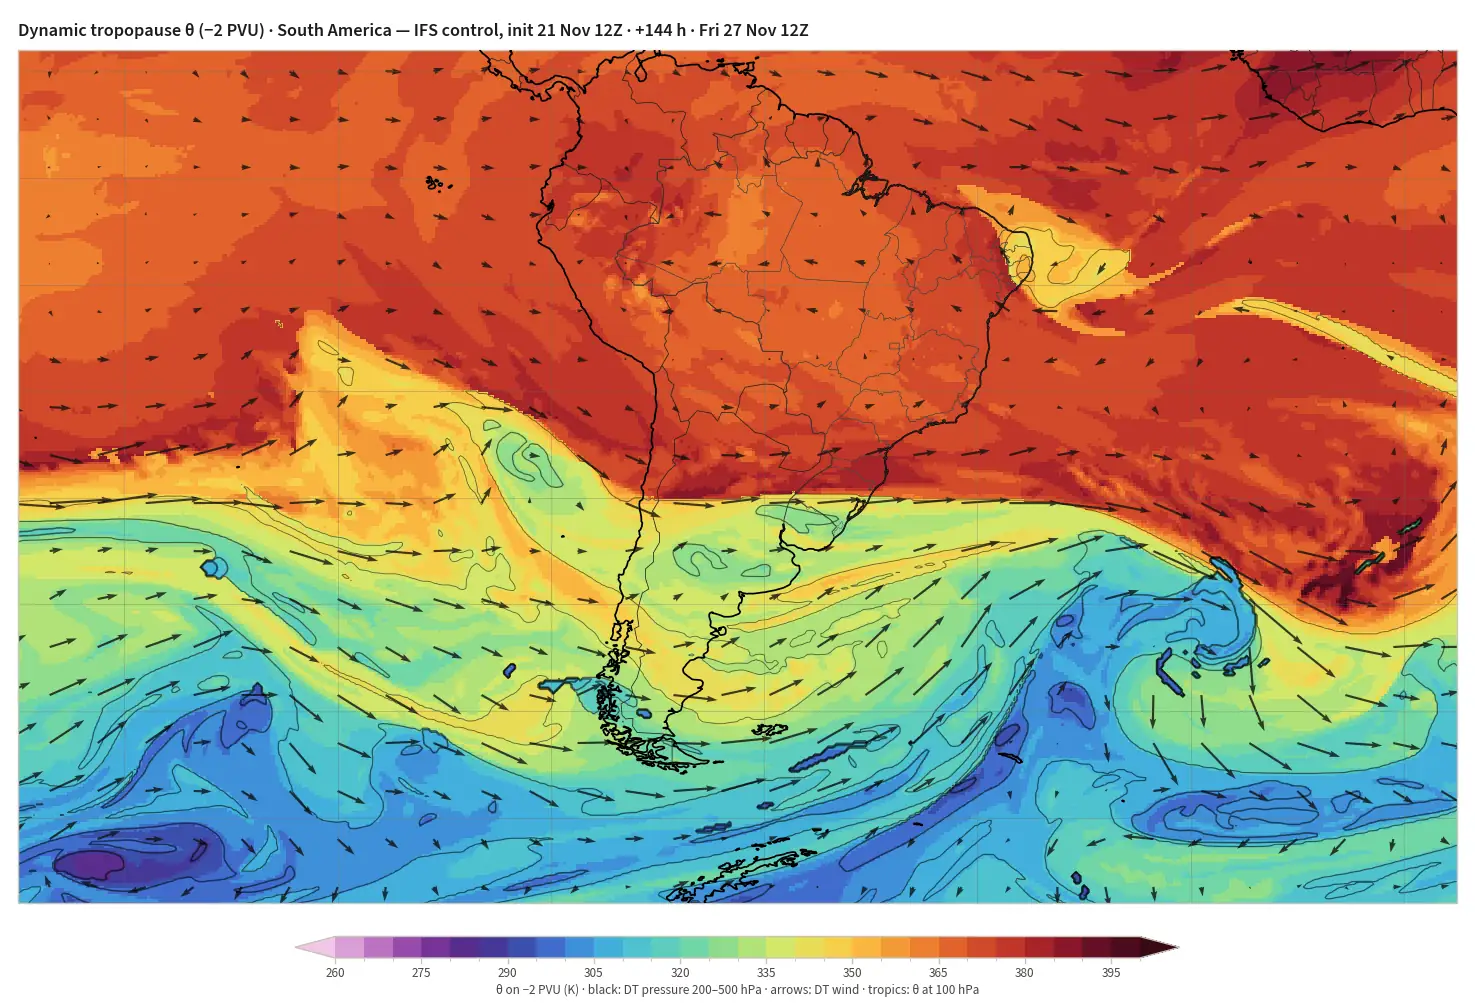 Dynamic tropopause θ (−2 PVU) · South America — IFS control, init 21 Nov 12Z · +144 h · Fri 27 Nov 12Z
260 275 290 305 320 335 350 365 380 395
θ on −2 PVU (K) · black: DT pressure 200–500 hPa · arrows: DT wind · tropics: θ at 100 hPa